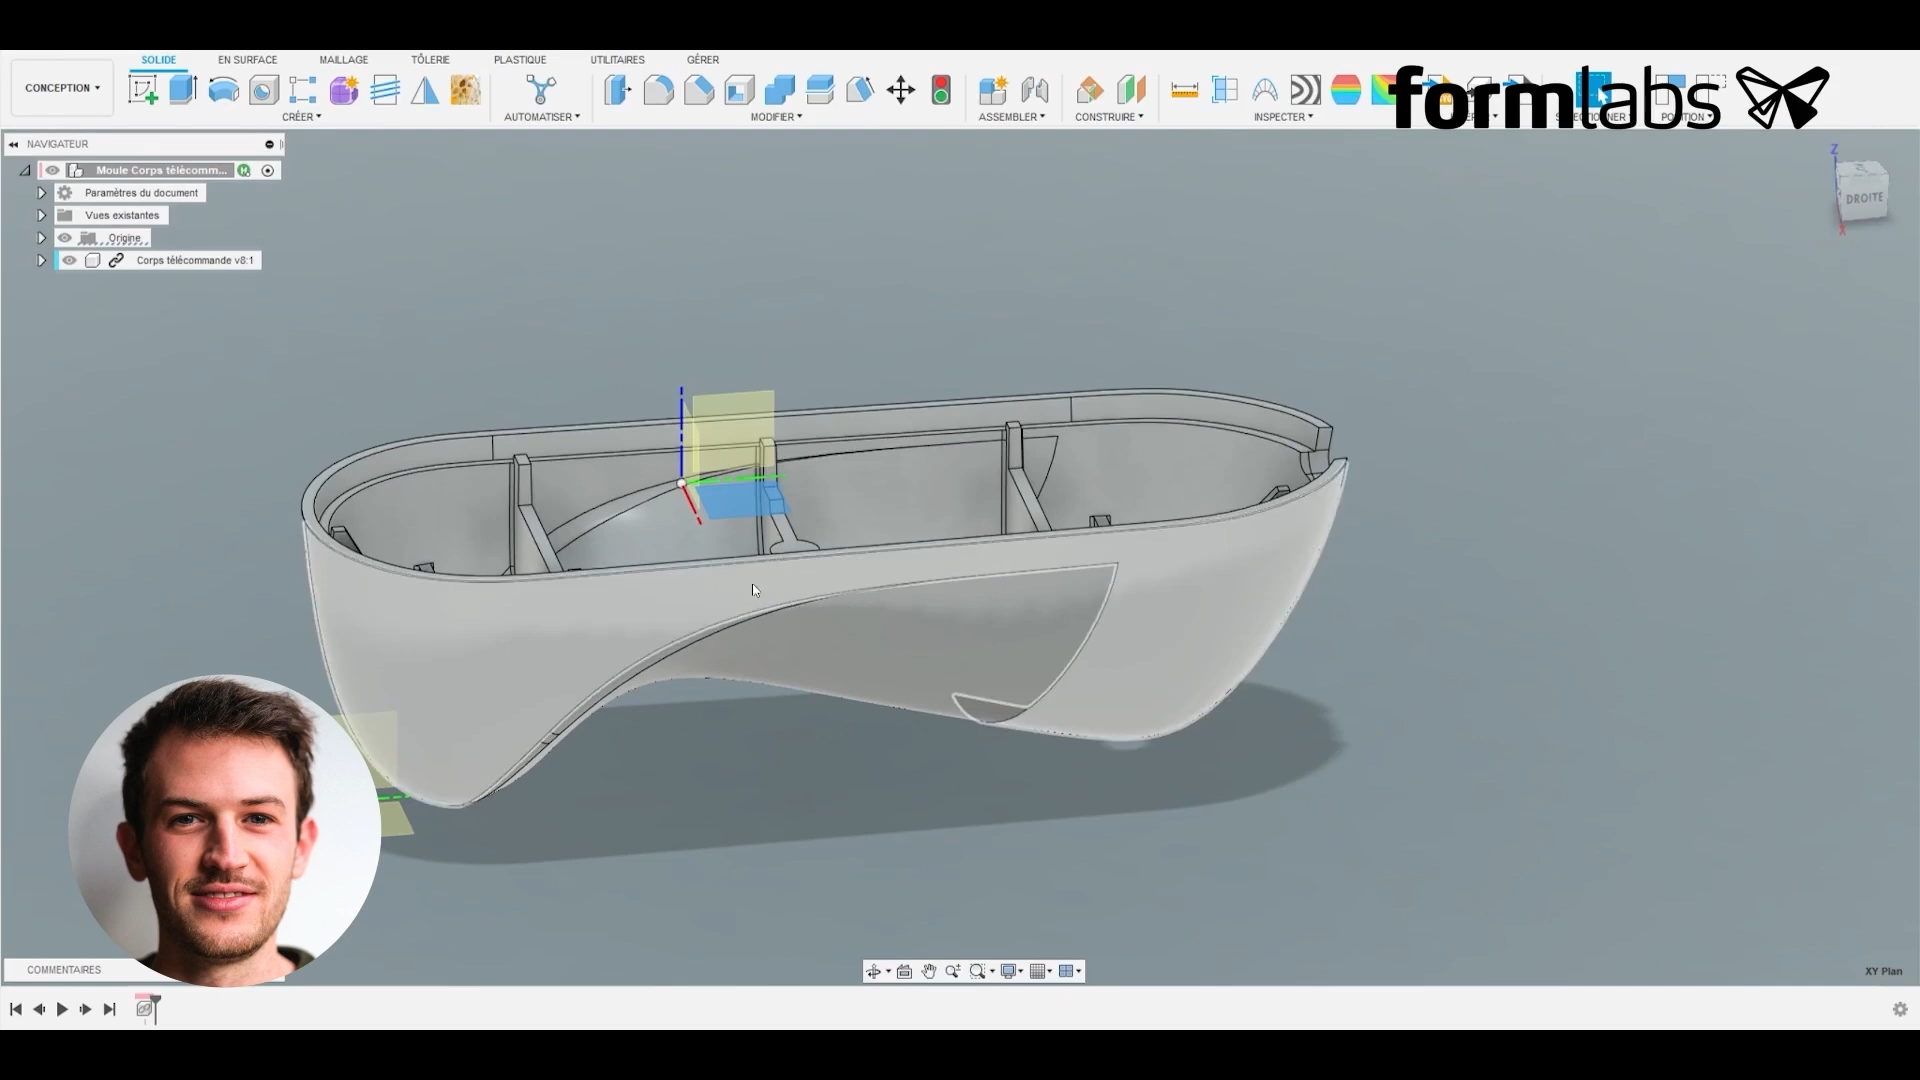 SOLIDE EN SURFACE MAILLAGE TÔLERIE PLASTIQUE UTILITAIRES GÉRER
CONCEPTION
CRÉER AUTOMATISER MODIFIER ASSEMBLER CONSTRUIRE INSPECTER POSITION
formlabs
NAVIGATEUR
Moule Corps télécomm...
Paramètres du document
Vues existantes
Origine
Corps télécommande v8:1
Z
DROITE
X
COMMENTAIRES
XY Plan